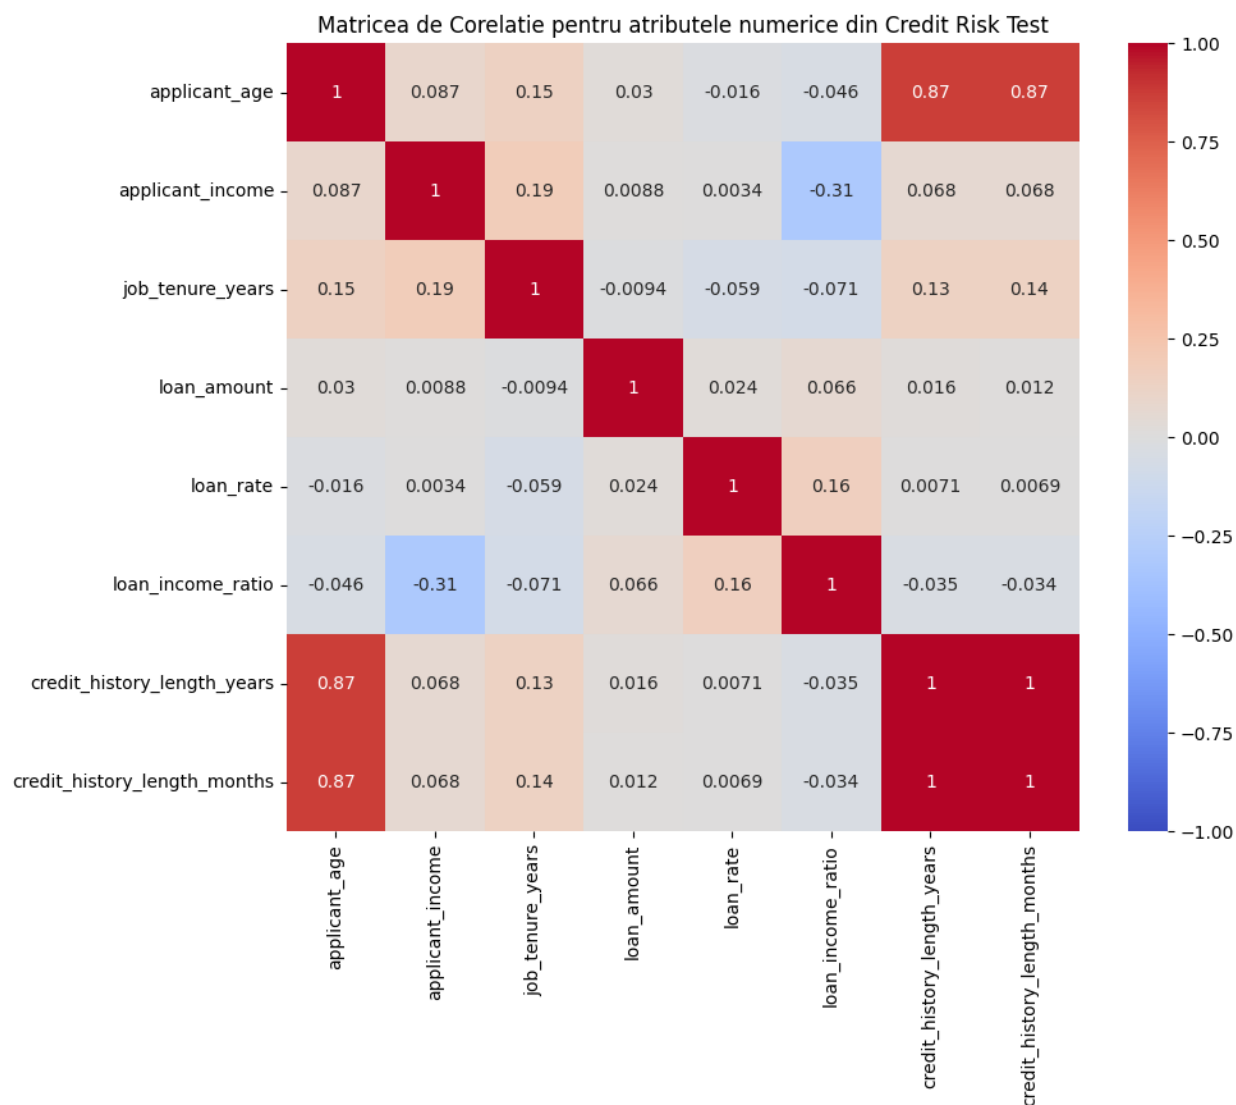 Matricea de Corelatie pentru atributele numerice din Credit Risk Test
applicant_age 1 0.087 0.15 0.03 -0.016 -0.046 0.87 0.87
applicant_income 0.087 1 0.19 0.0088 0.0034 -0.31 0.068 0.068
job_tenure_years 0.15 0.19 1 -0.0094 -0.059 -0.071 0.13 0.14
loan_amount 0.03 0.0088 -0.0094 1 0.024 0.066 0.016 0.012
loan_rate -0.016 0.0034 -0.059 0.024 1 0.16 0.0071 0.0069
loan_income_ratio -0.046 -0.31 -0.071 0.066 0.16 1 -0.035 -0.034
credit_history_length_years 0.87 0.068 0.13 0.016 0.0071 -0.035 1 1
credit_history_length_months 0.87 0.068 0.14 0.012 0.0069 -0.034 1 1
applicant_age
applicant_income
job_tenure_years
loan_amount
loan_rate
loan_income_ratio
credit_history_length_years
credit_history_length_months
1.00
0.75
0.50
0.25
0.00
−0.25
−0.50
−0.75
−1.00